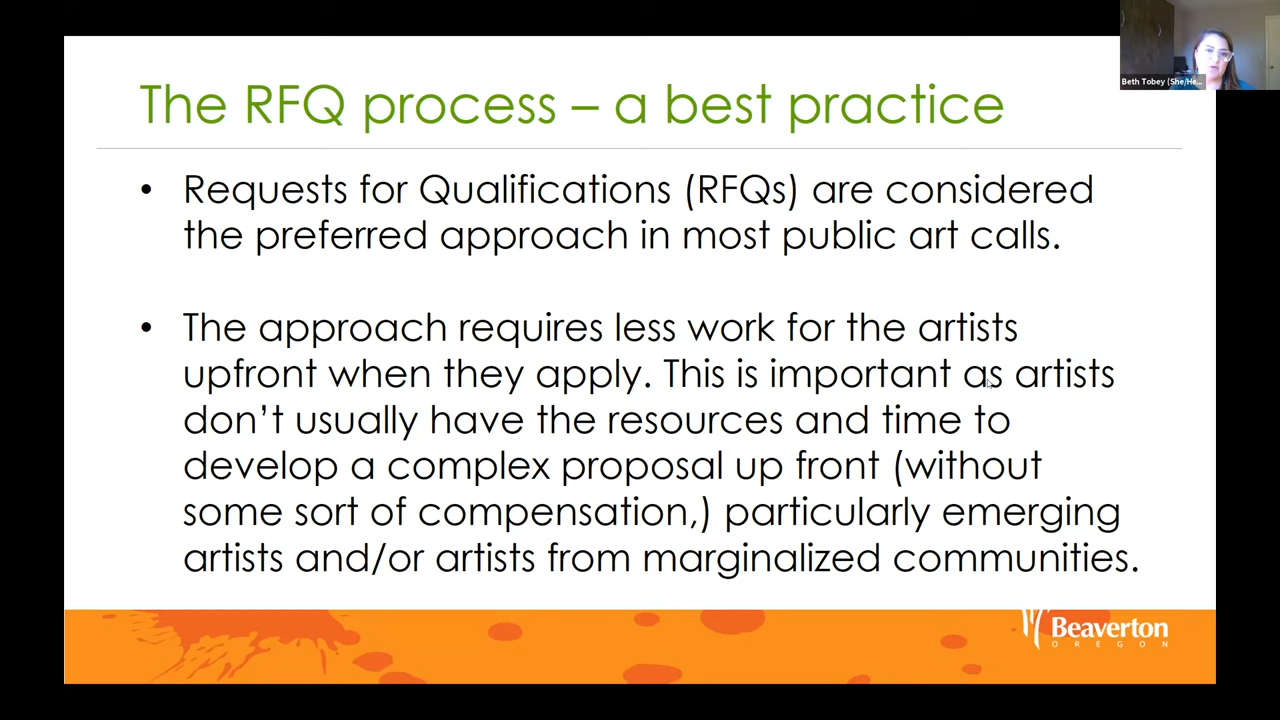 The RFQ process – a best practice
Beth Tobey (She/He...
• Requests for Qualifications (RFQs) are considered
the preferred approach in most public art calls.
• The approach requires less work for the artists
upfront when they apply. This is important as artists
don’t usually have the resources and time to
develop a complex proposal up front (without
some sort of compensation,) particularly emerging
artists and/or artists from marginalized communities.
Beaverton
OREGON